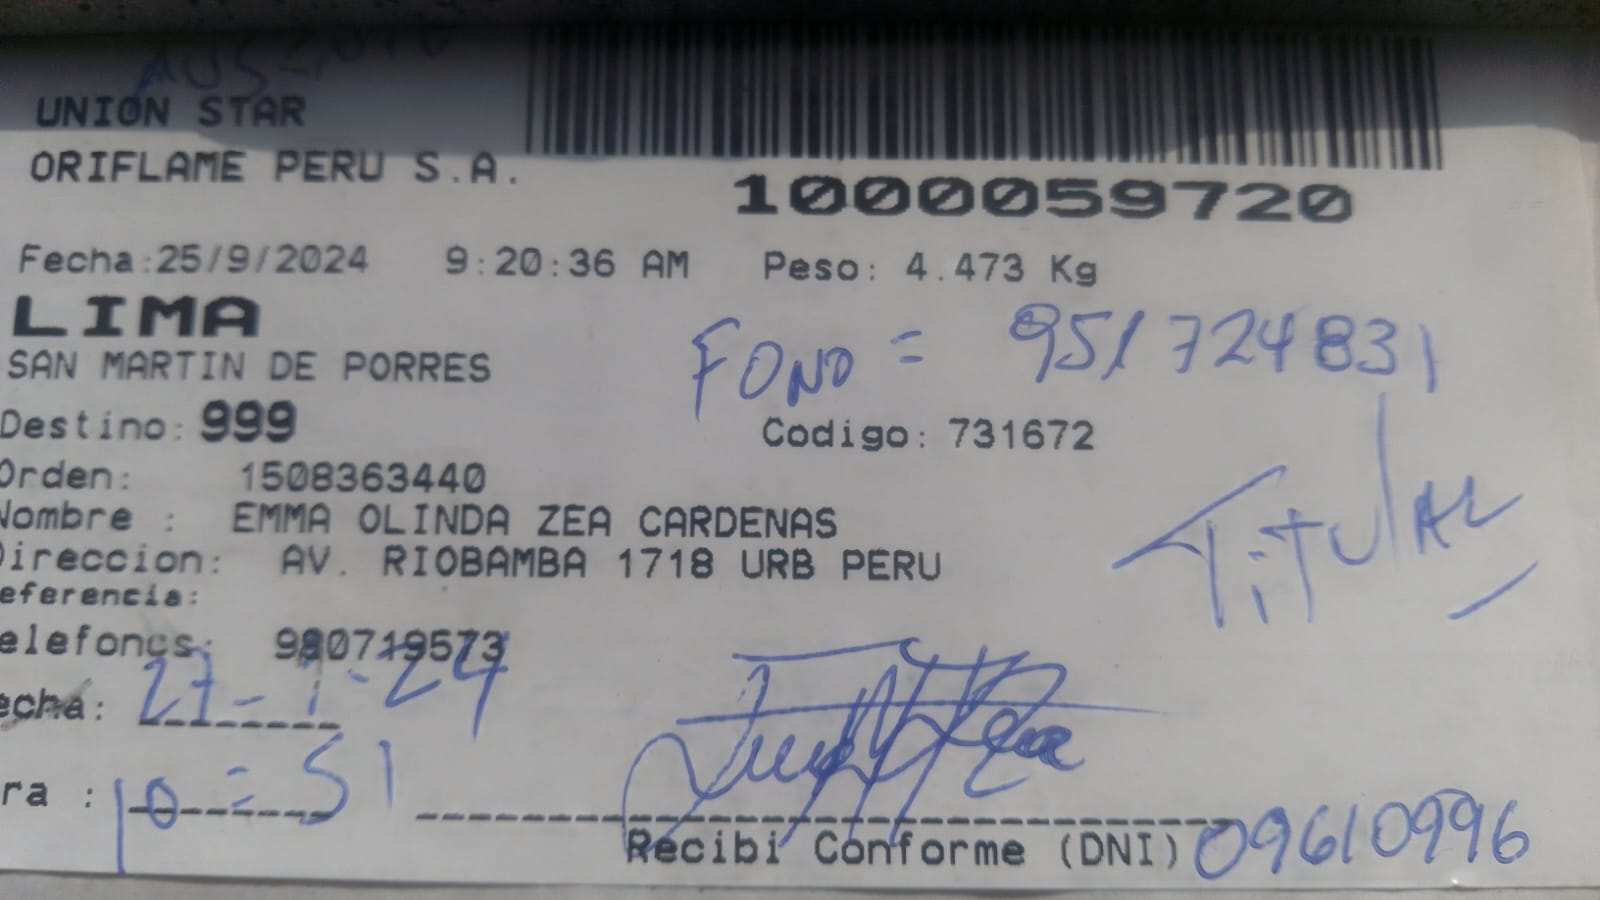 UNION STAR
ORIFLAME PERU S.A.
1000059720
Fecha:25/9/2024 9:20:36 AM Peso: 4.473 Kg
LIMA
FONO = 951724831
SAN MARTIN DE PORRES
Destino: 999 Codigo: 731672
Orden: 1508363440
TITULAR
Nombre : EMMA OLINDA ZEA CARDENAS
Direccion: AV. RIOBAMBA 1718 URB PERU
eferencia:
elefonos: 980719573
echa: 27-9-24
ra : 10=51
Recibi Conforme (DNI) 09610996